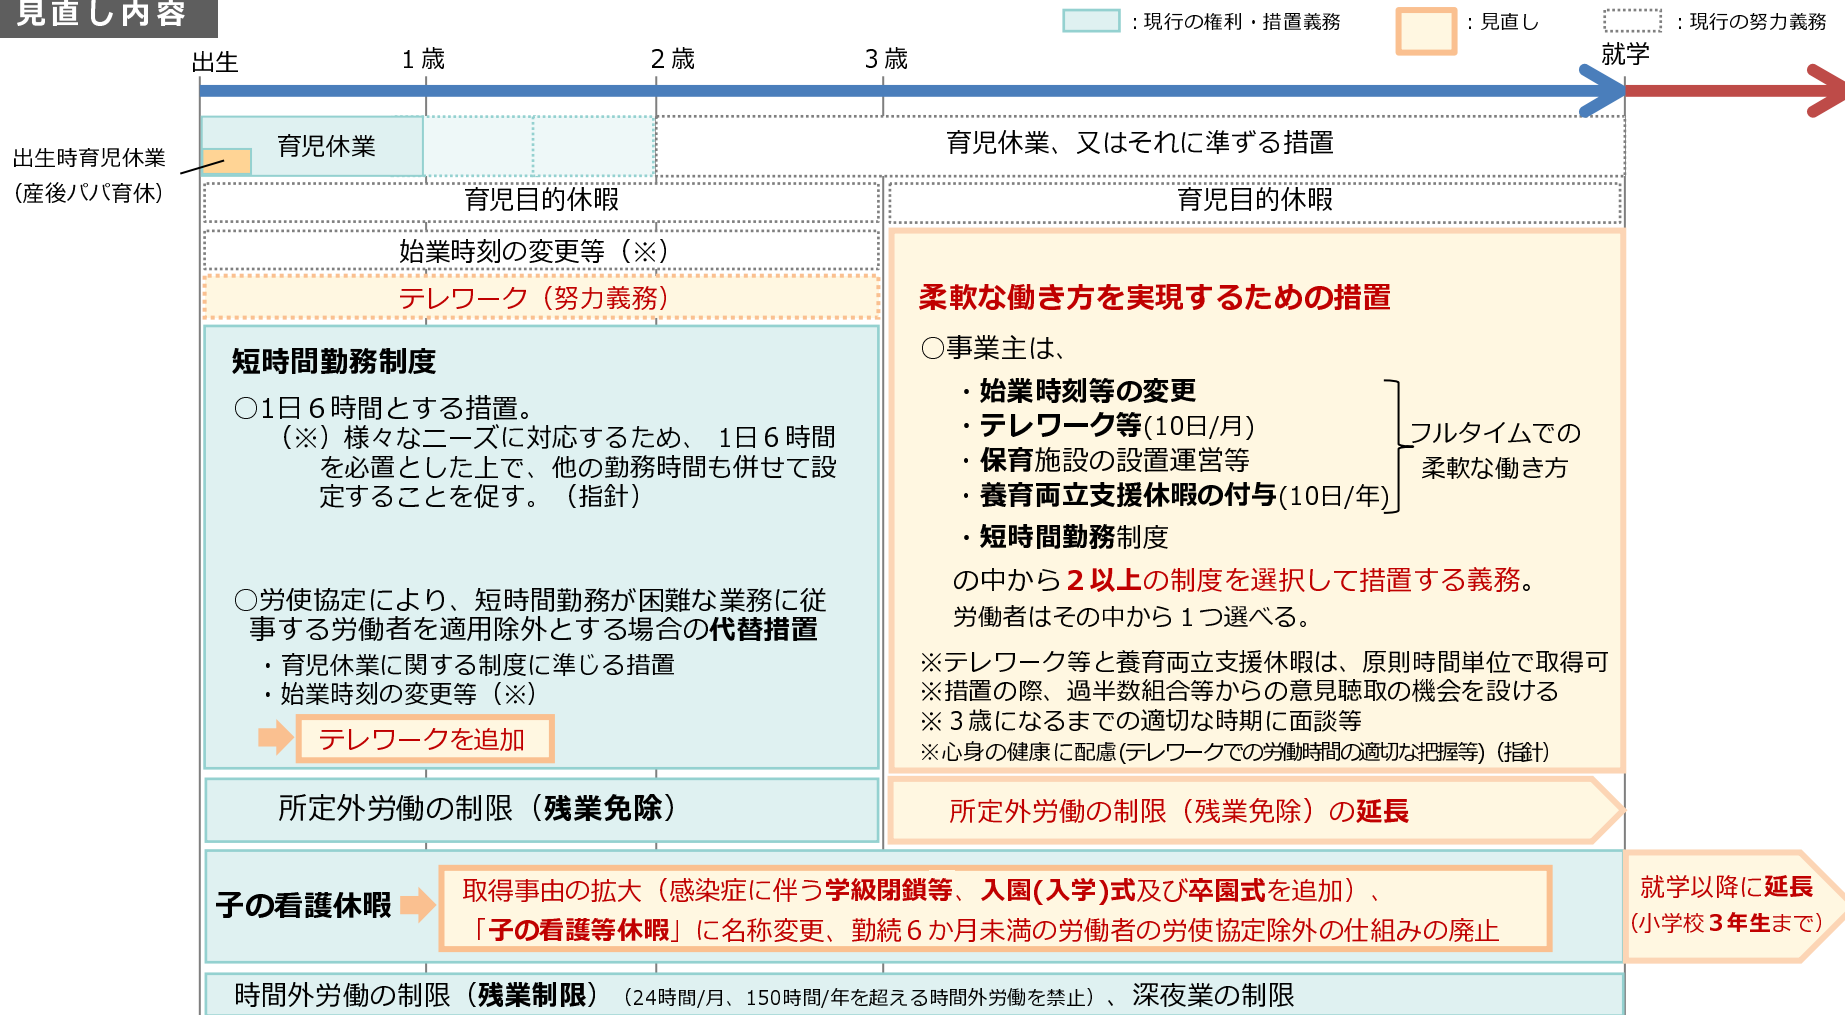 見直し内容
：現行の権利・措置義務
：見直し
：現行の努力義務
出生
１歳
２歳
３歳
就学
出生時育児休業
（産後パパ育休）
育児休業
育児休業、又はそれに準ずる措置
育児目的休暇
育児目的休暇
始業時刻の変更等（※）
テレワーク（努力義務）
短時間勤務制度
○1日６時間とする措置。
（※）様々なニーズに対応するため、 1日６時間
を必置とした上で、他の勤務時間も併せて設
定することを促す。（指針）
○労使協定により、短時間勤務が困難な業務に従
事する労働者を適用除外とする場合の代替措置
・育児休業に関する制度に準じる措置
・始業時刻の変更等（※）
テレワークを追加
柔軟な働き方を実現するための措置
○事業主は、
・始業時刻等の変更
・テレワーク等(10日/月)
・保育施設の設置運営等
・養育両立支援休暇の付与(10日/年)
・短時間勤務制度
フルタイムでの
柔軟な働き方
の中から２以上の制度を選択して措置する義務。
労働者はその中から１つ選べる。
※テレワーク等と養育両立支援休暇は、原則時間単位で取得可
※措置の際、過半数組合等からの意見聴取の機会を設ける
※３歳になるまでの適切な時期に面談等
※心身の健康に配慮(テレワークでの労働時間の適切な把握等)（指針）
所定外労働の制限（残業免除）
所定外労働の制限（残業免除）の延長
子の看護休暇
取得事由の拡大（感染症に伴う学級閉鎖等、入園(入学)式及び卒園式を追加）、
「子の看護等休暇」に名称変更、勤続６か月未満の労働者の労使協定除外の仕組みの廃止
就学以降に延長
（小学校３年生まで）
時間外労働の制限（残業制限）（24時間/月、150時間/年を超える時間外労働を禁止）、深夜業の制限